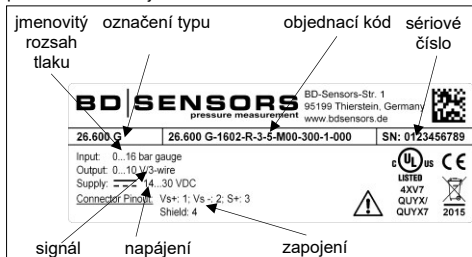 jmenovitý rozsah tlaku
označení typu
objednací kód
sériové číslo
BD|SENSORS
pressure measurement
BD-Sensors-Str. 1
95199 Thierstein, Germany
www.bdsensors.de
26.600 G
26.600 G-1602-R-3-5-M00-300-1-000
SN: 0123456789
Input: 0...16 bar gauge
Output: 0...10 V/3-wire
Supply: 14...30 VDC
Connector Pinout: Vs+: 1; Vs-: 2; S+: 3
Shield: 4
c UL us CE
LISTED
4XV7
QUYX/
QUYX7
2015
signál
napájení
zapojení